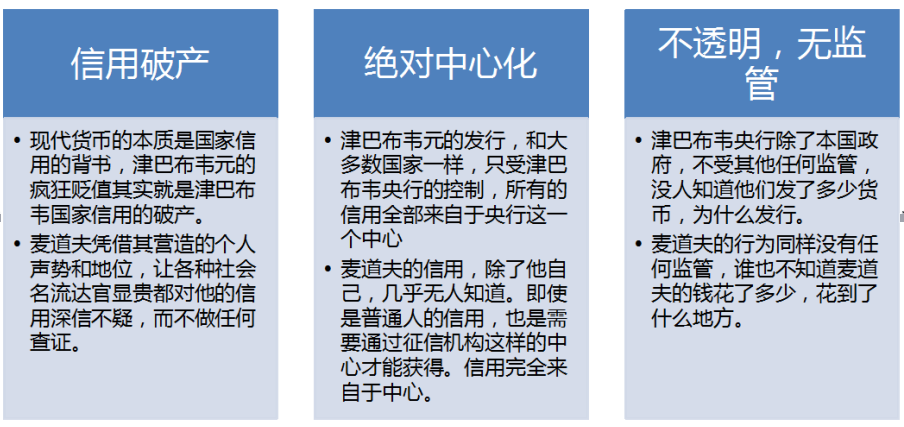 信用破产
• 现代货币的本质是国家信
用的背书，津巴布韦元的
疯狂贬值其实就是津巴布
韦国家信用的破产。
• 麦道夫凭借其营造的个人
声势和地位，让各种社会
名流达官显贵都对他的信
用深信不疑，而不做任何
查证。
绝对中心化
• 津巴布韦元的发行，和大
多数国家一样，只受津巴
布韦央行的控制，所有的
信用全部来自于央行这一
个中心
• 麦道夫的信用，除了他自
己，几乎无人知道。即使
是普通人的信用，也是需
要通过征信机构这样的中
心才能获得。信用完全来
自于中心。
不透明，无监
管
• 津巴布韦央行除了本国政
府，不受其他任何监管，
没人知道他们发了多少货
币，为什么发行。
• 麦道夫的行为同样没有任
何监管，谁也不知道麦道
夫的钱花了多少，花到了
什么地方。